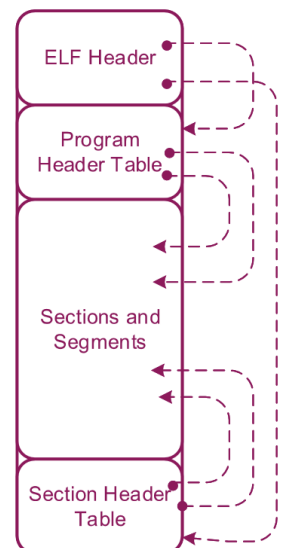 ELF Header
Program
Header Table
Sections and
Segments
Section Header
Table